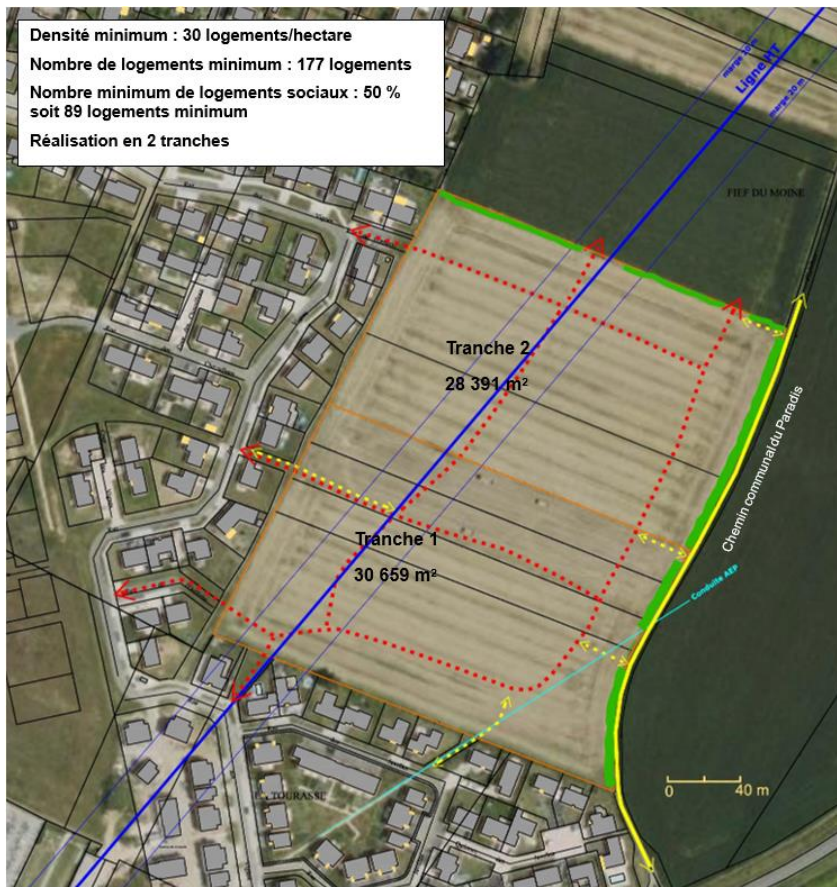 Densité minimum : 30 logements/hectare
Nombre de logements minimum : 177 logements
Nombre minimum de logements sociaux : 50 %
soit 89 logements minimum
Réalisation en 2 tranches
marge 20 m
Ligne HT
marge 20 m
FIEF DU MOINE
Tranche 2
28 391 m²
Chemin communal du Paradis
Tranche 1
30 659 m²
Conduite AEP
TOURASSE
0 40 m